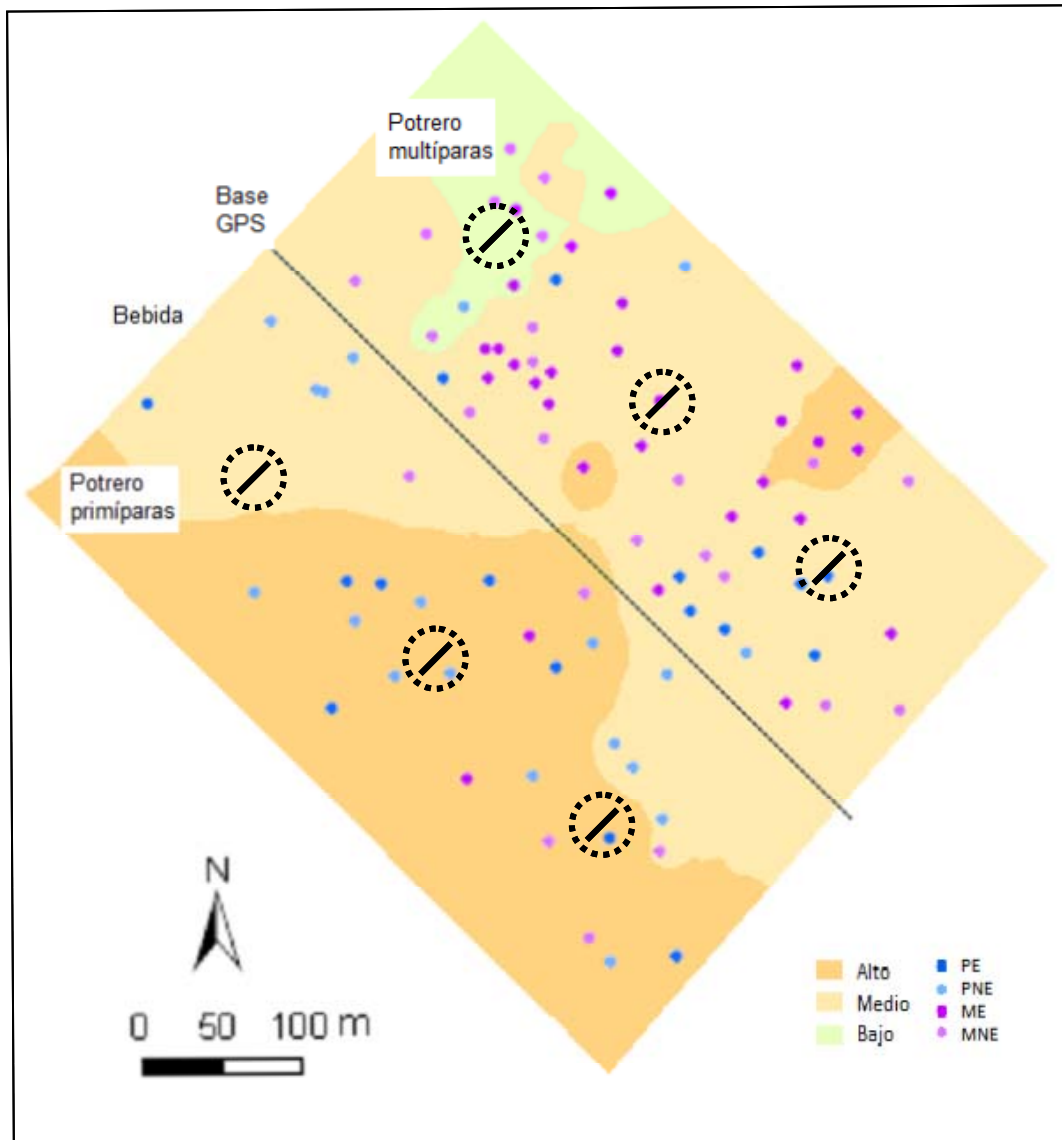 Potrero
multíparas
Base
GPS
Bebida
Potrero
primíparas
N
0 50 100 m
Alto
Medio
Bajo
PE
PNE
ME
MNE